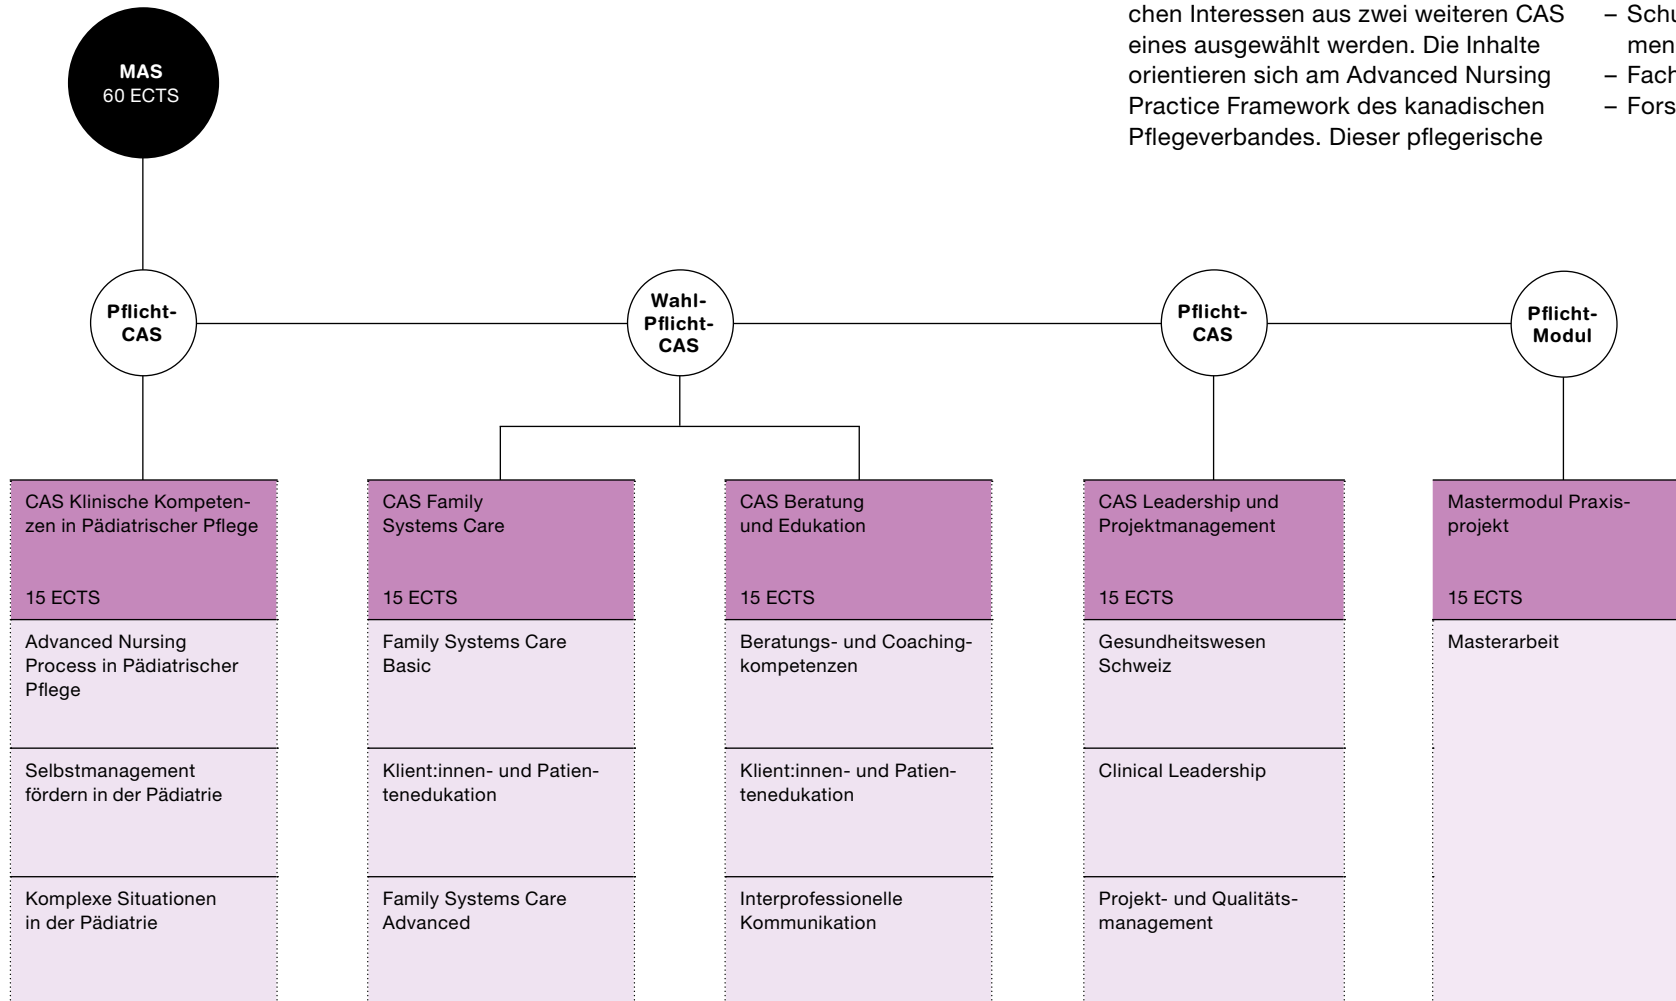 chen Interessen aus zwei weiteren CAS
eines ausgewählt werden. Die Inhalte
orientieren sich am Advanced Nursing
Practice Framework des kanadischen
Pflegeverbandes. Dieser pflegerische
–
men
–
–
MAS
60 ECTS
Pflicht-
CAS
Wahl-
Pflicht-
CAS
Pflicht-
CAS
Pflicht-
Modul
CAS Klinische Kompeten-
zen in Pädiatrischer Pflege
15 ECTS
Advanced Nursing
Process in Pädiatrischer
Pflege
Selbstmanagement
fördern in der Pädiatrie
Komplexe Situationen
in der Pädiatrie
CAS Family
Systems Care
15 ECTS
Family Systems Care
Basic
Klient:innen- und Patien-
tenedukation
Family Systems Care
Advanced
CAS Beratung
und Edukation
15 ECTS
Beratungs- und Coaching-
kompetenzen
Klient:innen- und Patien-
tenedukation
Interprofessionelle
Kommunikation
CAS Leadership und
Projektmanagement
15 ECTS
Gesundheitswesen
Schweiz
Clinical Leadership
Projekt- und Qualitäts-
management
Mastermodul Praxis-
projekt
15 ECTS
Masterarbeit